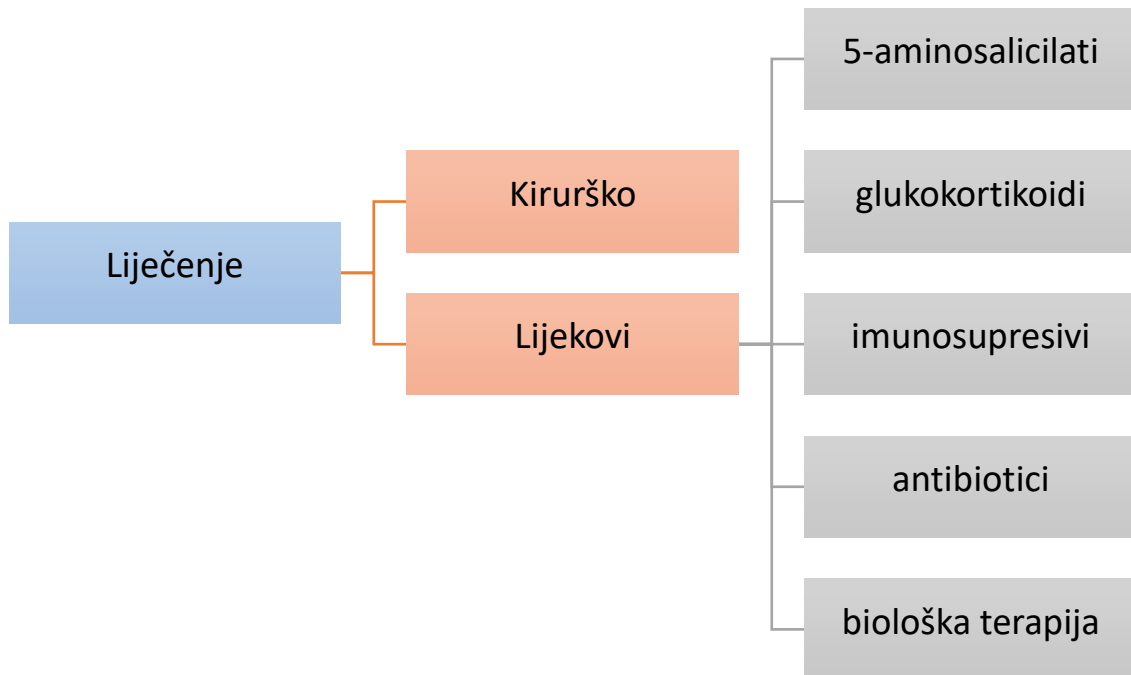 Liječenje
Kirurško
Lijekovi
5-aminosalicilati
glukokortikoidi
imunosupresivi
antibiotici
biološka terapija